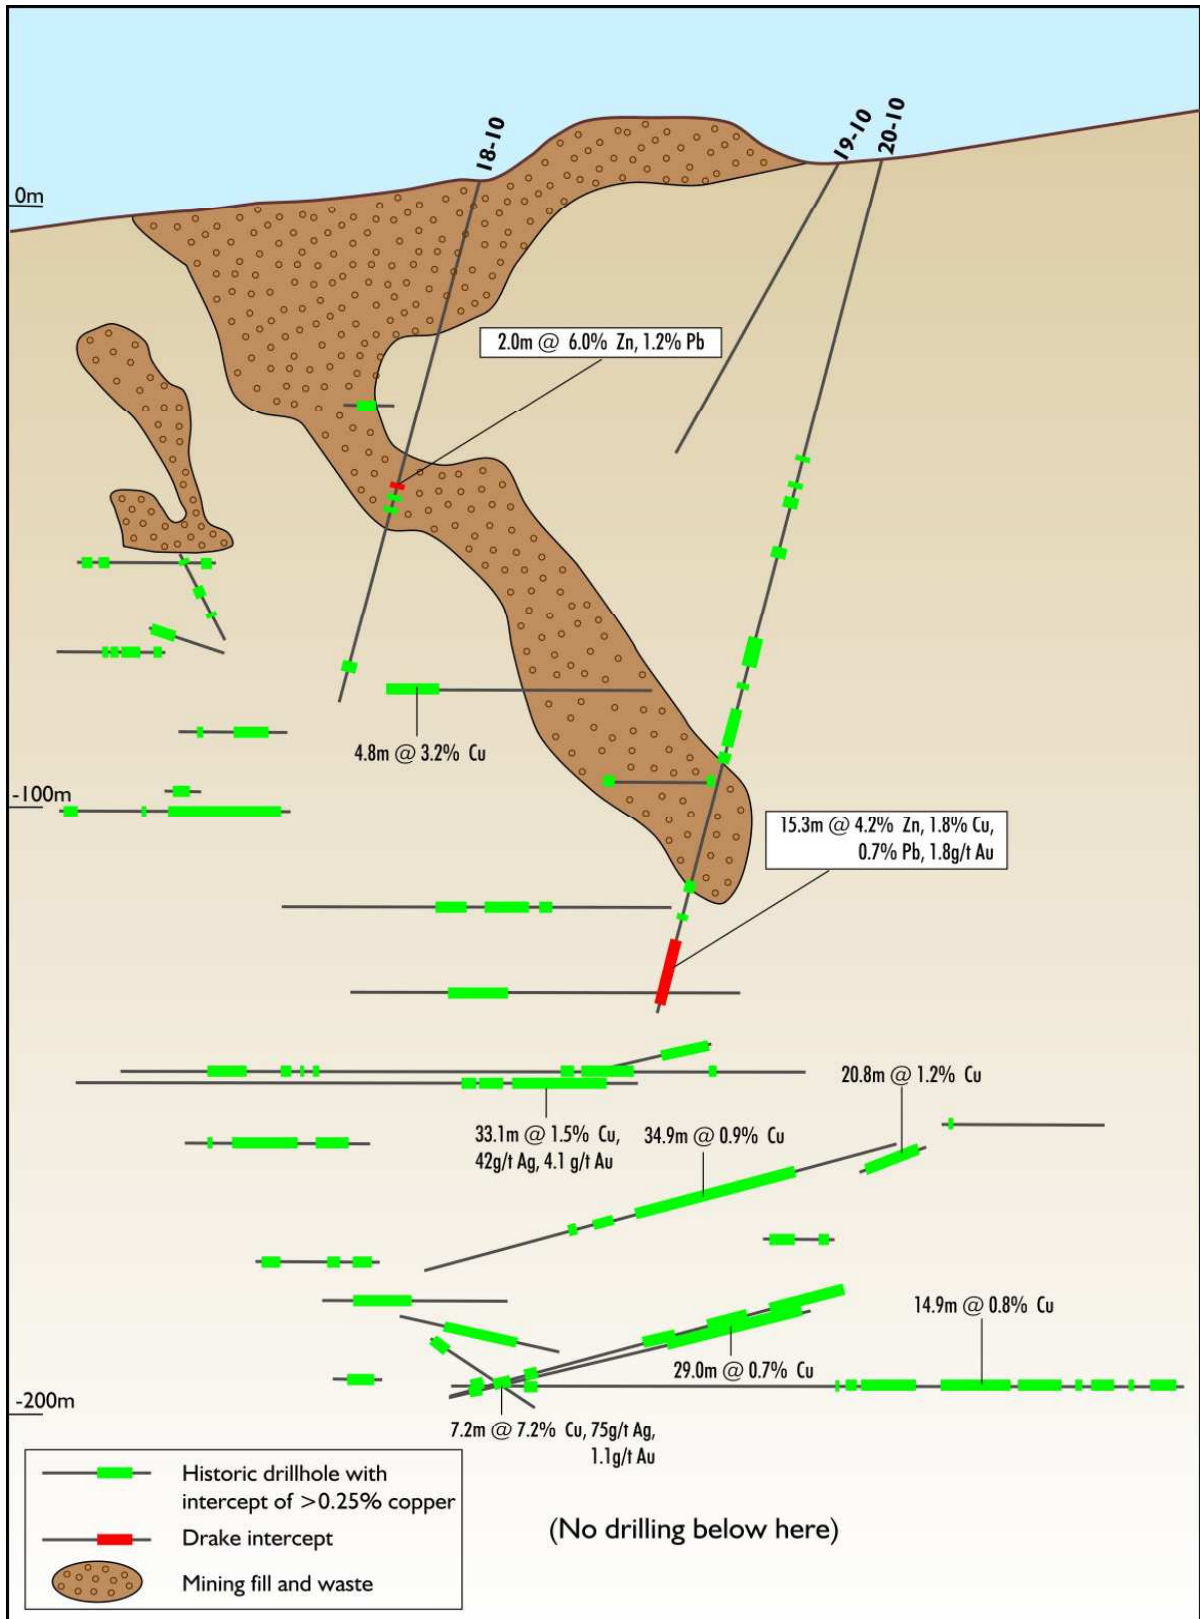 18-10
19-10
20-10
0m
2.0m @ 6.0% Zn, 1.2% Pb
4.8m @ 3.2% Cu
-100m
15.3m @ 4.2% Zn, 1.8% Cu,
0.7% Pb, 1.8g/t Au
20.8m @ 1.2% Cu
33.1m @ 1.5% Cu,
42g/t Ag, 4.1 g/t Au
34.9m @ 0.9% Cu
14.9m @ 0.8% Cu
29.0m @ 0.7% Cu
-200m
7.2m @ 7.2% Cu, 75g/t Ag,
1.1g/t Au
Historic drillhole with
intercept of >0.25% copper
Drake intercept
Mining fill and waste
(No drilling below here)